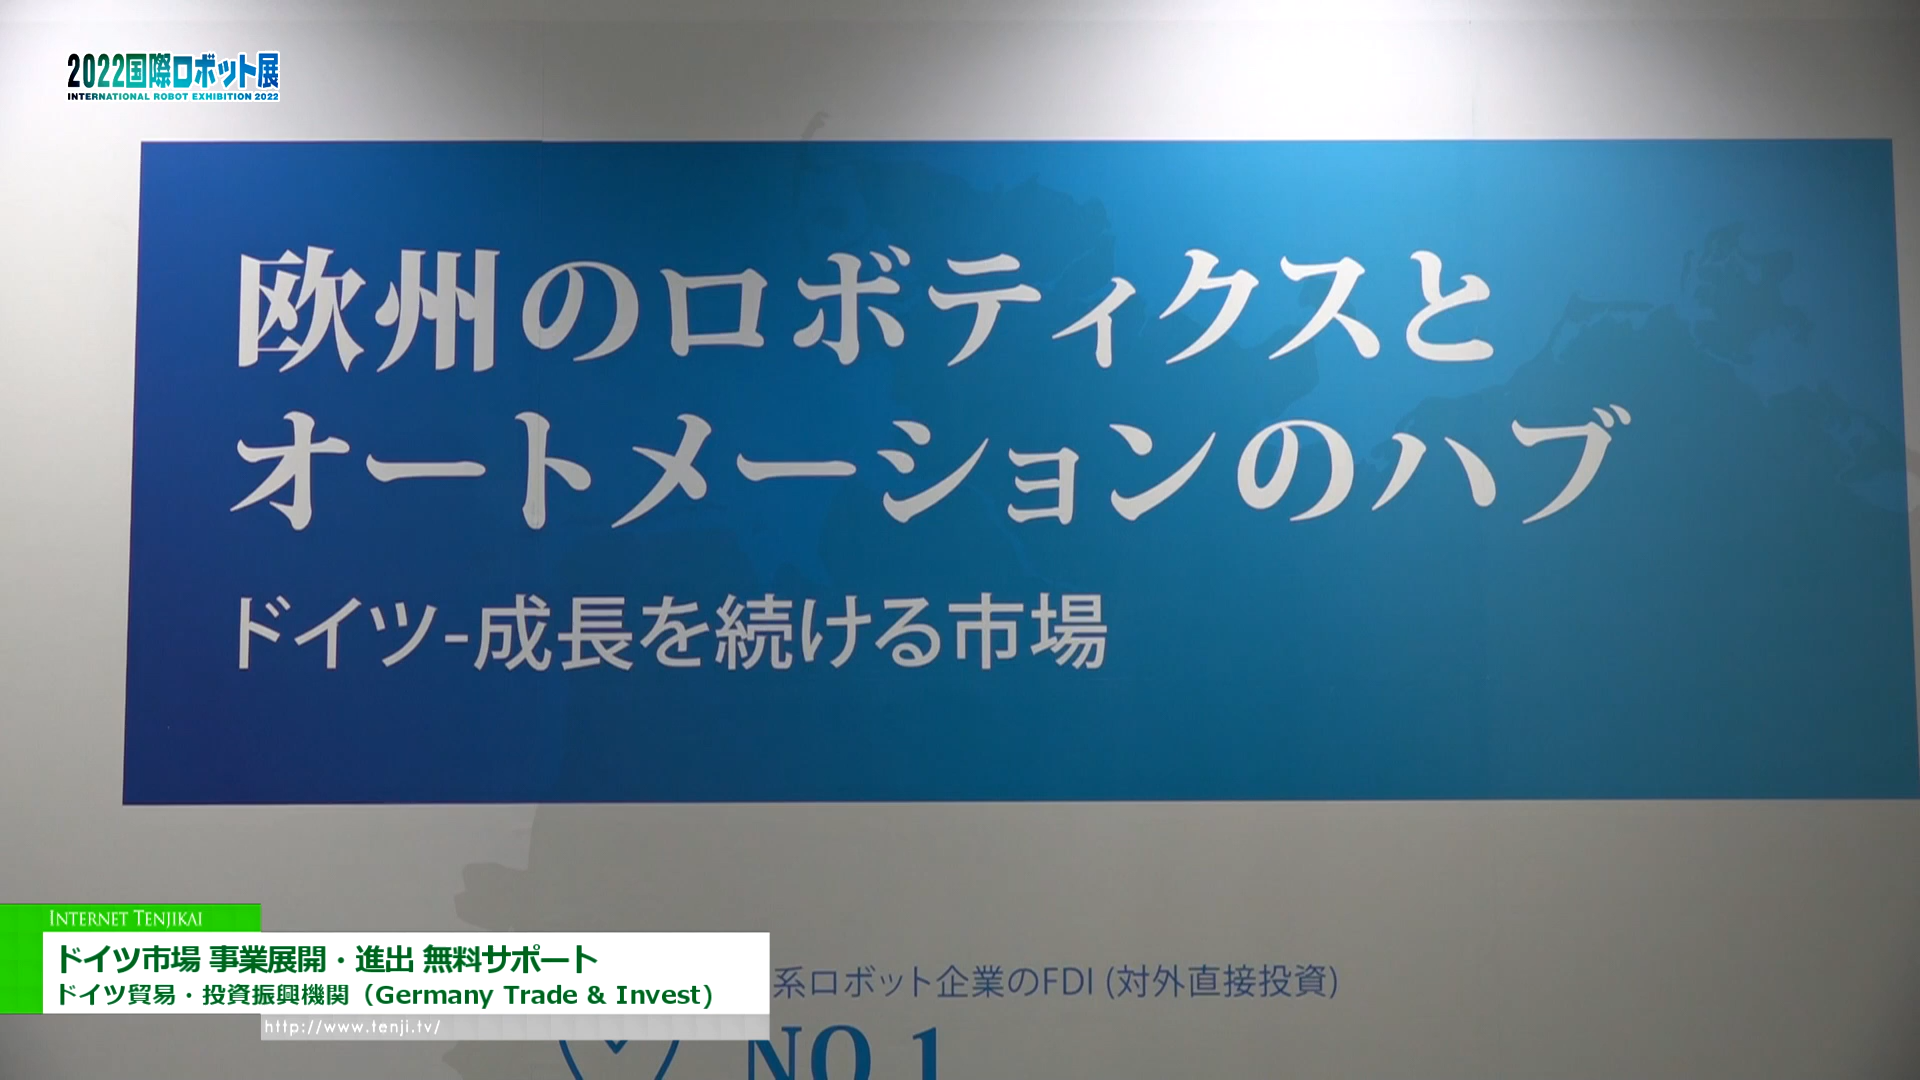 2022国際ロボット展
INTERNATIONAL ROBOT EXHIBITION 2022
欧州のロボティクスと
オートメーションのハブ
ドイツ-成長を続ける市場
INTERNET TENJIKAI
ドイツ市場 事業展開・進出 無料サポート
ドイツ貿易・投資振興機関（Germany Trade & Invest）
http://www.tenji.tv/
系ロボット企業のFDI (対外直接投資)
NO 1